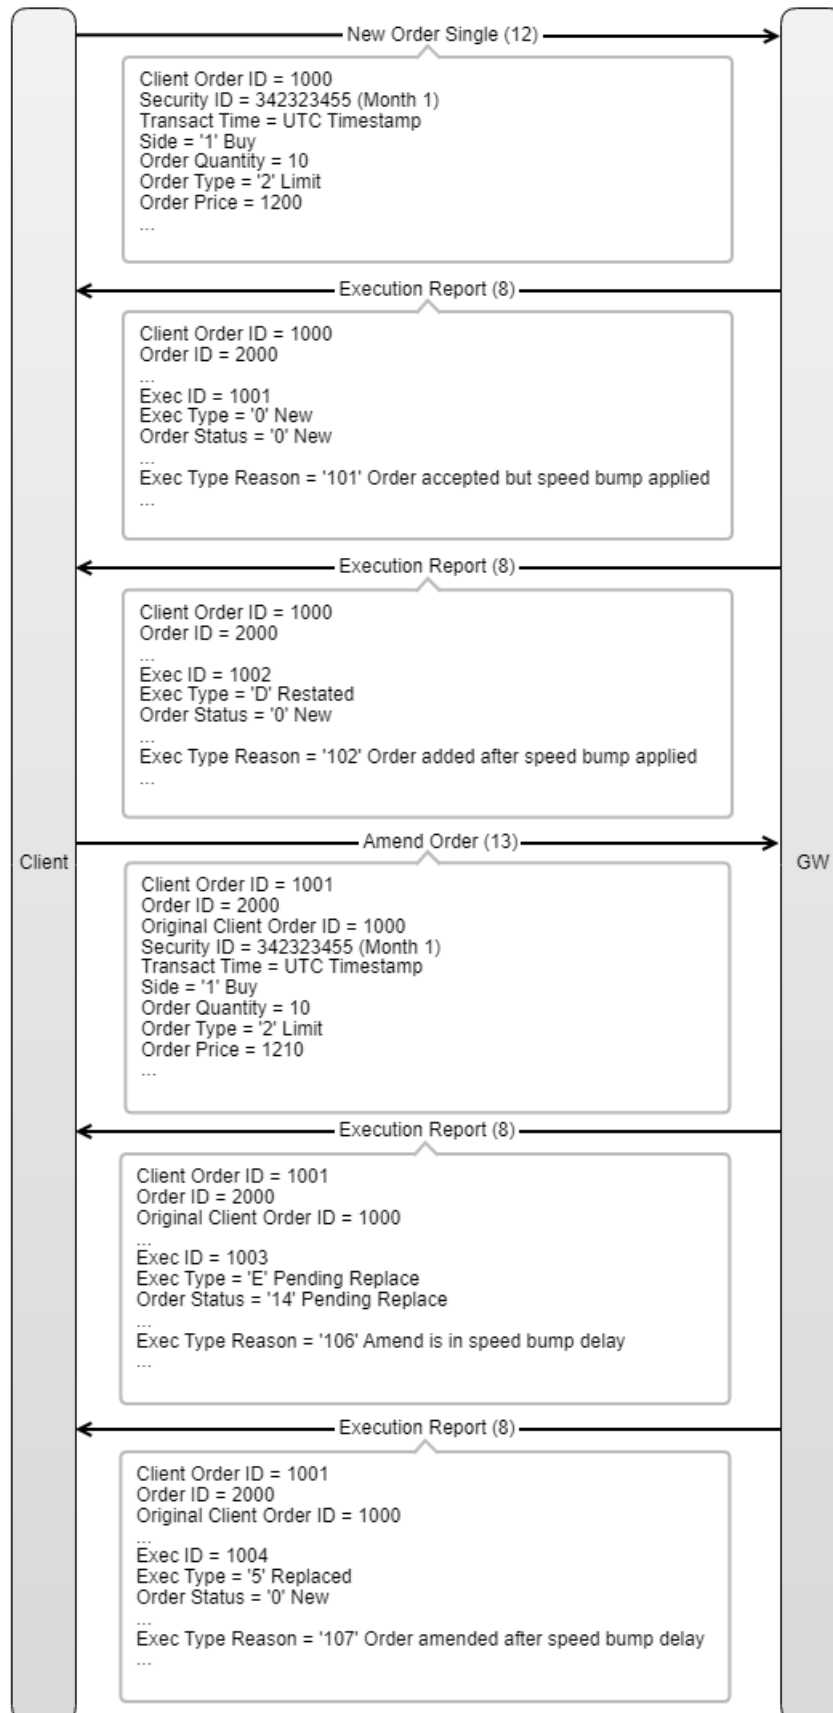 New Order Single (12)
Client Order ID = 1000
Security ID = 342323455 (Month 1)
Transact Time = UTC Timestamp
Side = '1' Buy
Order Quantity = 10
Order Type = '2' Limit
Order Price = 1200
...
Execution Report (8)
Client Order ID = 1000
Order ID = 2000
...
Exec ID = 1001
Exec Type = '0' New
Order Status = '0' New
...
Exec Type Reason = '101' Order accepted but speed bump applied
...
Execution Report (8)
Client Order ID = 1000
Order ID = 2000
...
Exec ID = 1002
Exec Type = 'D' Restated
Order Status = '0' New
...
Exec Type Reason = '102' Order added after speed bump applied
...
Amend Order (13)
Client
GW
Client Order ID = 1001
Order ID = 2000
Original Client Order ID = 1000
Security ID = 342323455 (Month 1)
Transact Time = UTC Timestamp
Side = '1' Buy
Order Quantity = 10
Order Type = '2' Limit
Order Price = 1210
...
Execution Report (8)
Client Order ID = 1001
Order ID = 2000
Original Client Order ID = 1000
...
Exec ID = 1003
Exec Type = 'E' Pending Replace
Order Status = '14' Pending Replace
...
Exec Type Reason = '106' Amend is in speed bump delay
...
Execution Report (8)
Client Order ID = 1001
Order ID = 2000
Original Client Order ID = 1000
...
Exec ID = 1004
Exec Type = '5' Replaced
Order Status = '0' New
...
Exec Type Reason = '107' Order amended after speed bump delay
...